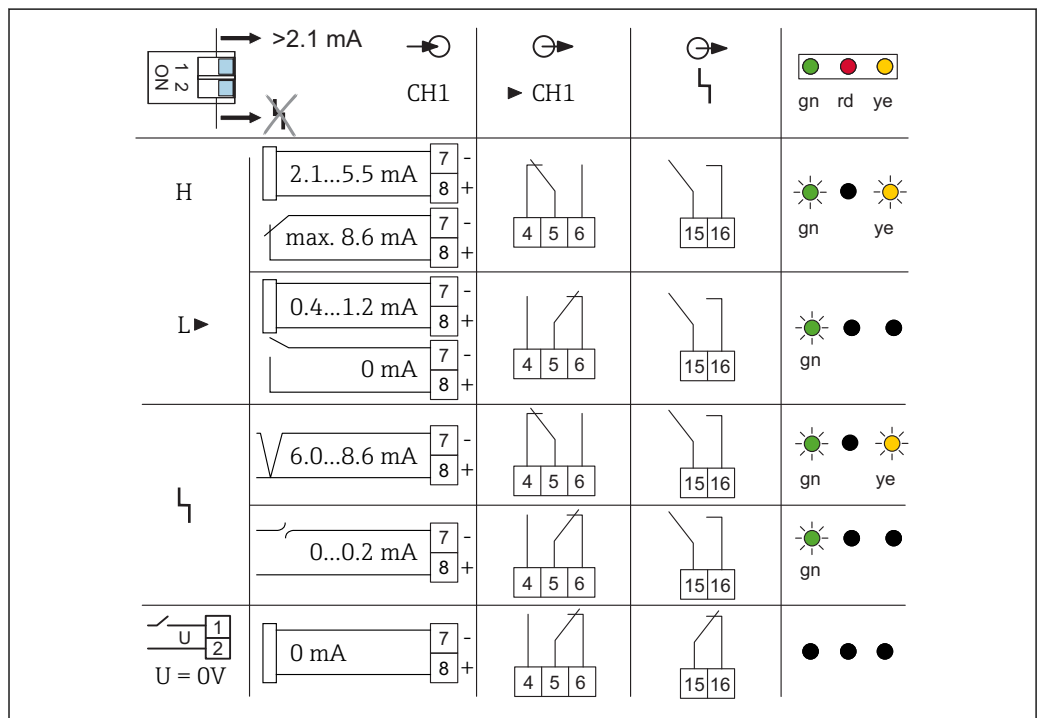 >2.1 mA
1 2
ON
CH1
► CH1
gn rd ye
H
2.1...5.5 mA
7 -
8 +
max. 8.6 mA
7 -
8 +
4 5 6
15 16
gn ye
L►
0.4...1.2 mA
7 -
8 +
0 mA
7 -
8 +
4 5 6
15 16
gn
6.0...8.6 mA
7 -
8 +
4 5 6
15 16
gn ye
0...0.2 mA
7 -
8 +
4 5 6
15 16
gn
U
1
2
U = 0V
0 mA
7 -
8 +
4 5 6
15 16